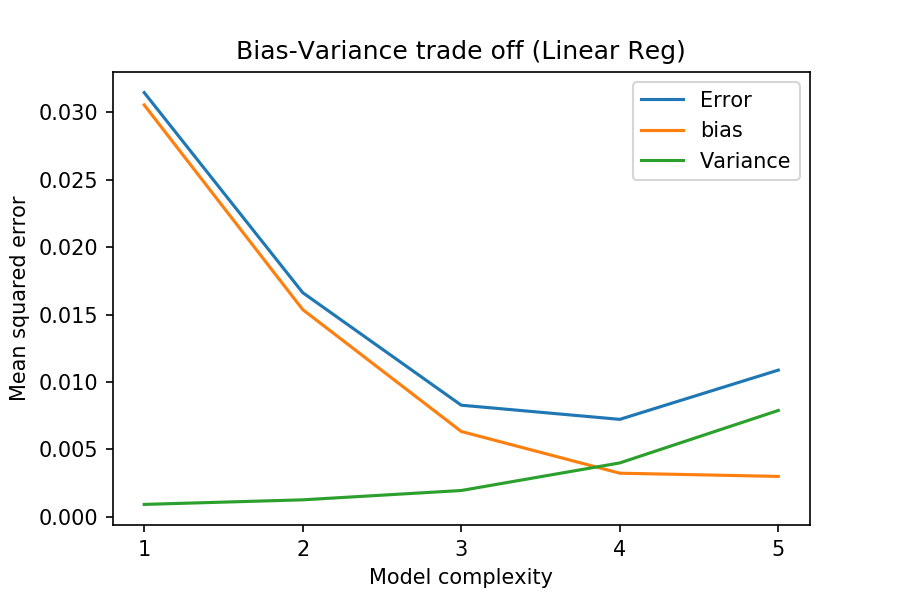 Bias-Variance trade off (Linear Reg)
Error
bias
Variance
Mean squared error
0.030
0.025
0.020
0.015
0.010
0.005
0.000
1 2 3 4 5
Model complexity